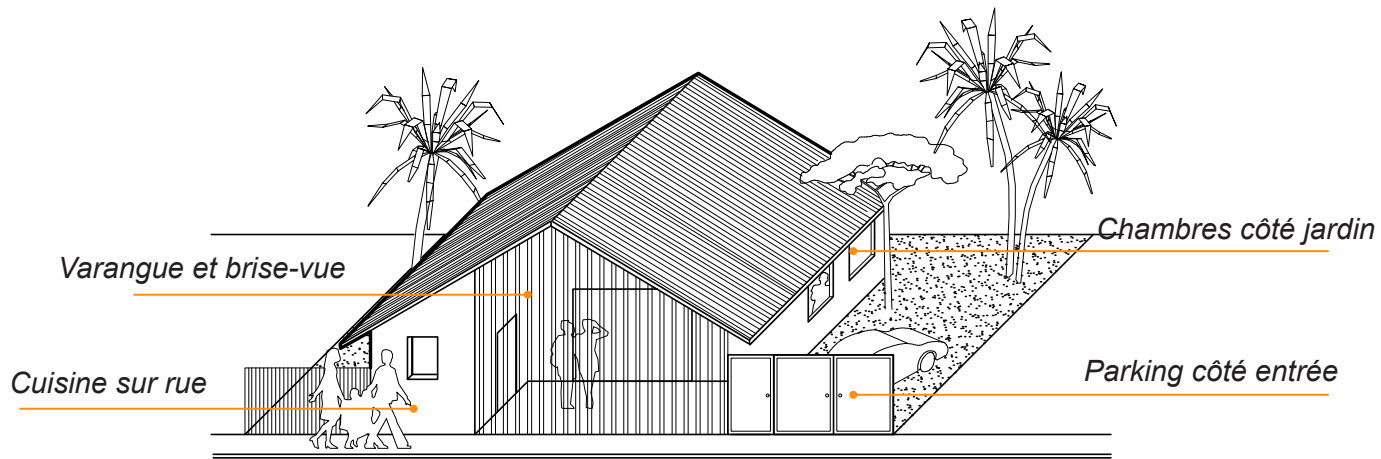 Chambres côté jardin
Varangue et brise-vue
Parking côté entrée
Cuisine sur rue